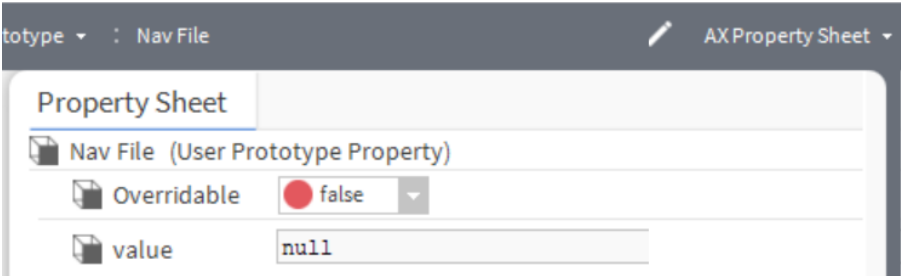 totype : Nav File AX Property Sheet
Property Sheet
Nav File (User Prototype Property)
Overridable false
value null